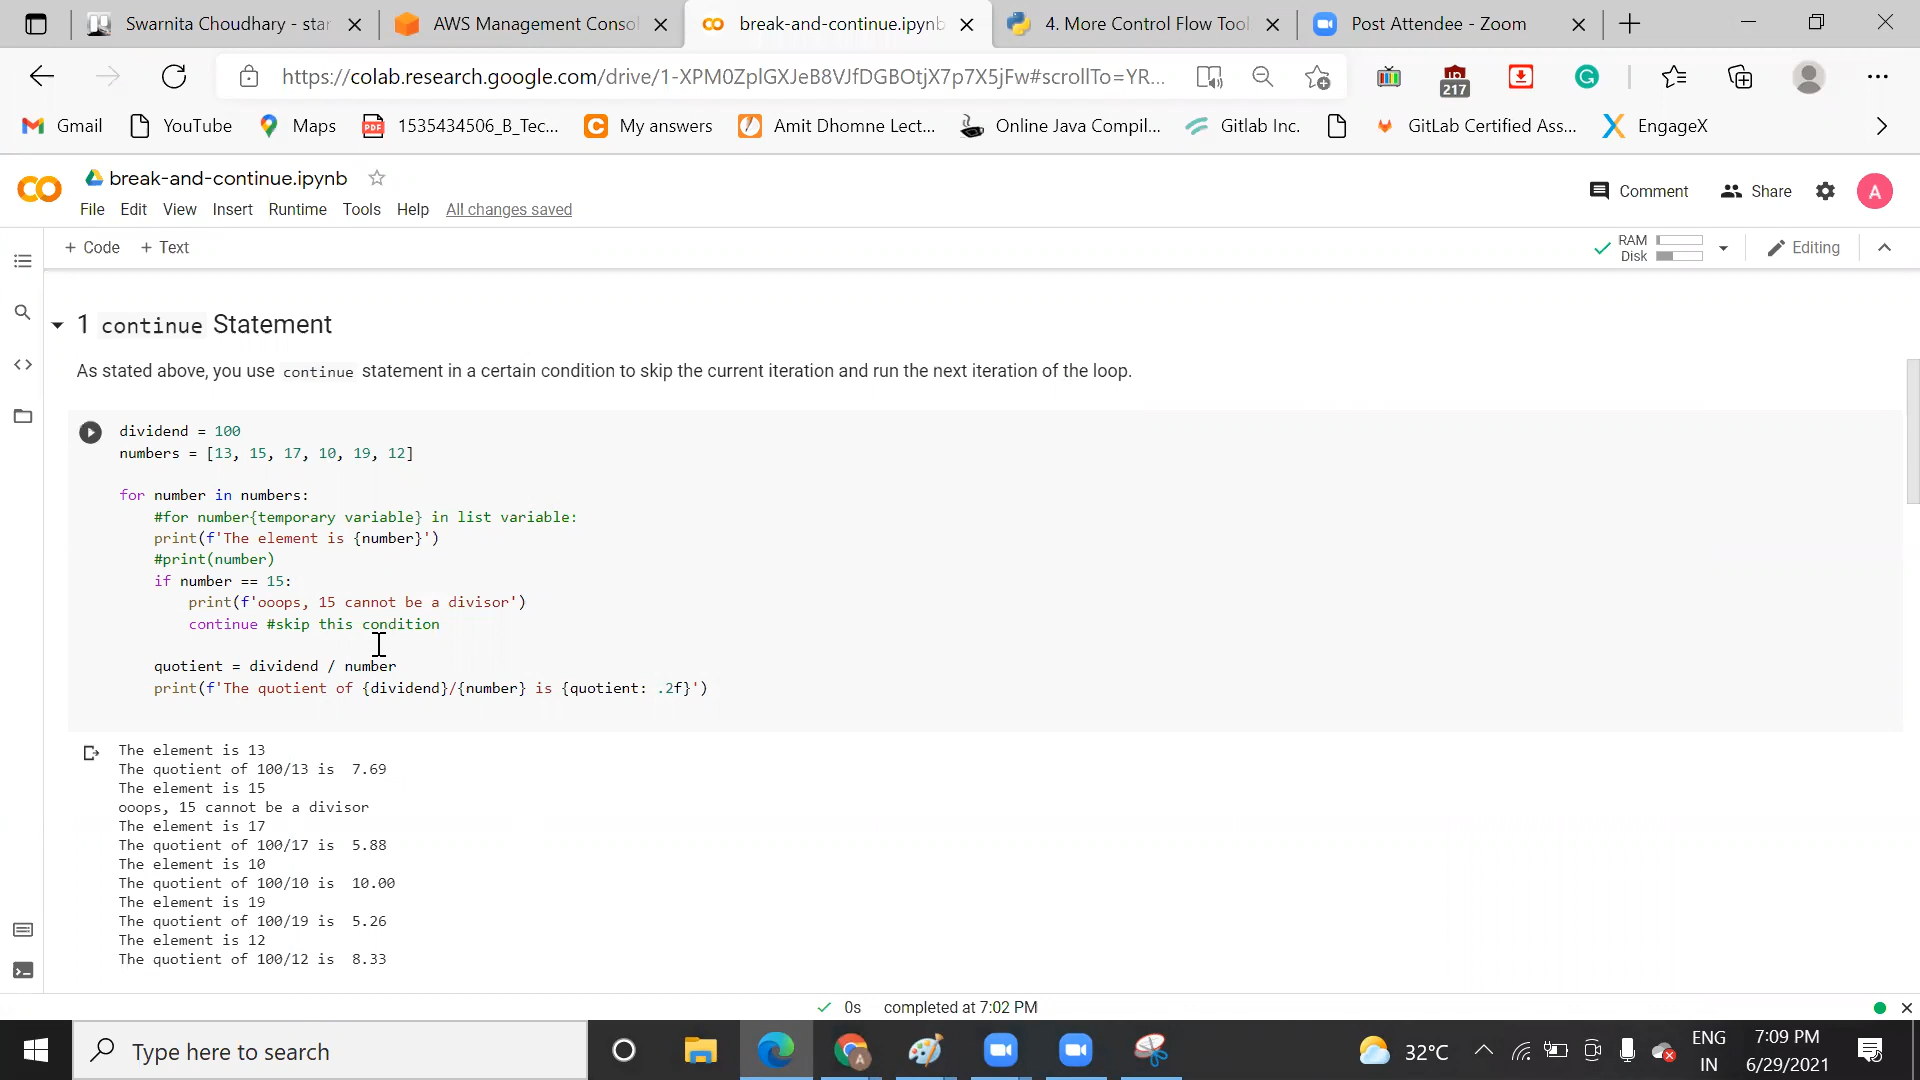 Swarnita Choudhary - star
AWS Management Consol
break-and-continue.ipynb
4. More Control Flow Tool
Post Attendee - Zoom
https://colab.research.google.com/drive/1-XPM0ZplGXJeB8VJfDGBOtjX7p7X5jFw#scrollTo=YR...
217
Gmail
YouTube
Maps
PDF
1535434506_B_Tec...
My answers
Amit Dhomne Lect...
Online Java Compil...
Gitlab Inc.
GitLab Certified Ass...
EngageX
break-and-continue.ipynb
Comment
Share
A
File Edit View Insert Runtime Tools Help All changes saved
+ Code + Text
RAM
Disk
Editing
1 continue Statement
As stated above, you use continue statement in a certain condition to skip the current iteration and run the next iteration of the loop.
dividend = 100
numbers = [13, 15, 17, 10, 19, 12]
for number in numbers:
#for number{temporary variable} in list variable:
print(f'The element is {number}')
#print(number)
if number == 15:
print(f'ooops, 15 cannot be a divisor')
continue #skip this condition
quotient = dividend / number
print(f'The quotient of {dividend}/{number} is {quotient: .2f}')
The element is 13
The quotient of 100/13 is  7.69
The element is 15
ooops, 15 cannot be a divisor
The element is 17
The quotient of 100/17 is  5.88
The element is 10
The quotient of 100/10 is  10.00
The element is 19
The quotient of 100/19 is  5.26
The element is 12
The quotient of 100/12 is  8.33
0s completed at 7:02 PM
Type here to search
A
32°C
ENG
IN
7:09 PM
6/29/2021